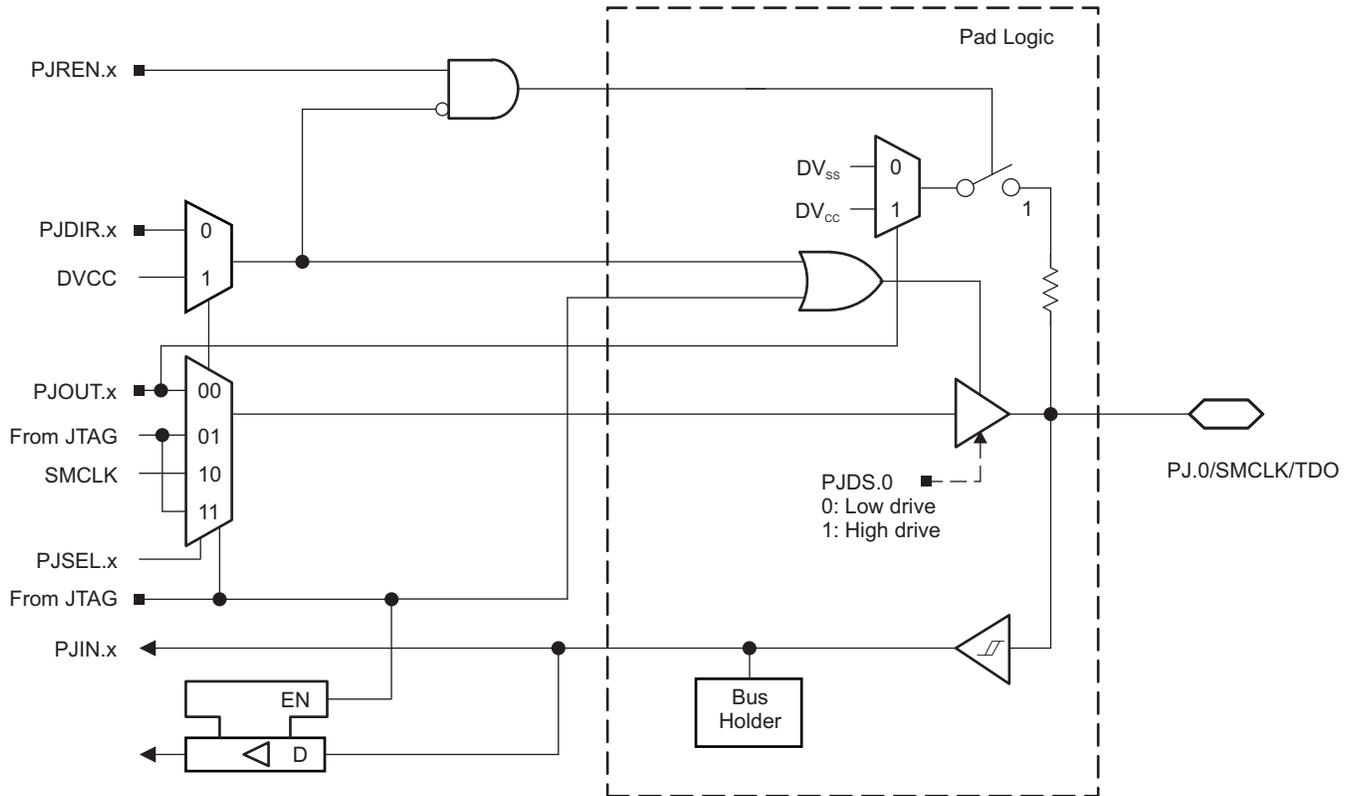 Pad Logic
PJREN.x
DVSS
0
DVCC
1
1
PJDIR.x
0
DVCC
1
PJOUT.x
00
From JTAG
01
SMCLK
10
11
PJDS.0
0: Low drive
1: High drive
PJ.0/SMCLK/TDO
PJSEL.x
From JTAG
PJIN.x
EN
D
Bus
Holder